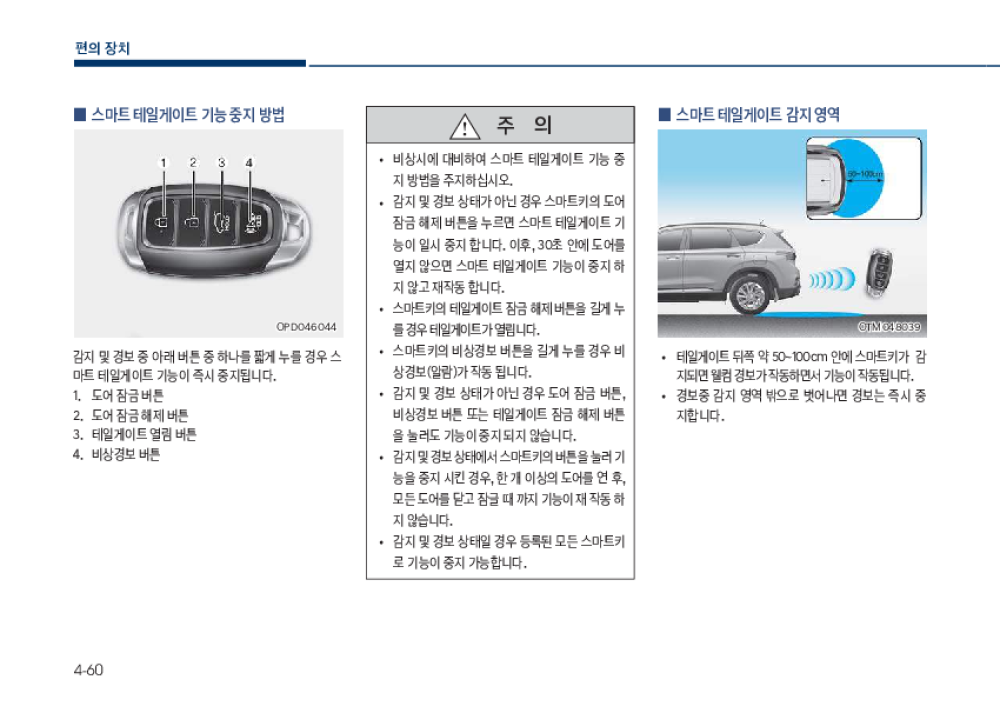 편의 장치
■ 스마트 테일게이트 기능 중지 방법
1 2 3 4
HOLD
OPD046044
감지 및 경보 중 아래 버튼 중 하나를 짧게 누를 경우 스
마트 테일게이트 기능이 즉시 중지됩니다.
1. 도어 잠금 버튼
2. 도어 잠금 해제 버튼
3. 테일게이트 열림 버튼
4. 비상경보 버튼
주 의
• 비상시에 대비하여 스마트 테일게이트 기능 중
지 방법을 주지하십시오.
• 감지 및 경보 상태가 아닌 경우 스마트키의 도어
잠금 해제 버튼을 누르면 스마트 테일게이트 기
능이 일시 중지 합니다. 이후, 30초 안에 도어를
열지 않으면 스마트 테일게이트 기능이 중지 하
지 않고 재작동 합니다.
• 스마트키의 테일게이트 잠금 해제 버튼을 길게 누
를 경우 테일게이트가 열립니다.
• 스마트키의 비상경보 버튼을 길게 누를 경우 비
상경보(알람)가 작동 됩니다.
• 감지 및 경보 상태가 아닌 경우 도어 잠금 버튼,
비상경보 버튼 또는 테일게이트 잠금 해제 버튼
을 눌러도 기능이 중지 되지 않습니다.
• 감지 및 경보 상태에서 스마트키의 버튼을 눌러 기
능을 중지 시킨 경우, 한 개 이상의 도어를 연 후,
모든 도어를 닫고 잠글 때 까지 기능이 재 작동 하
지 않습니다.
• 감지 및 경보 상태일 경우 등록된 모든 스마트키
로 기능이 중지 가능합니다.
■ 스마트 테일게이트 감지 영역
50~100cm
OTM048039
• 테일게이트 뒤쪽 약 50~100cm 안에 스마트키가 감
지되면 웰컴 경보가 작동하면서 기능이 작동됩니다.
• 경보중 감지 영역 밖으로 벗어나면 경보는 즉시 중
지합니다.
4-60